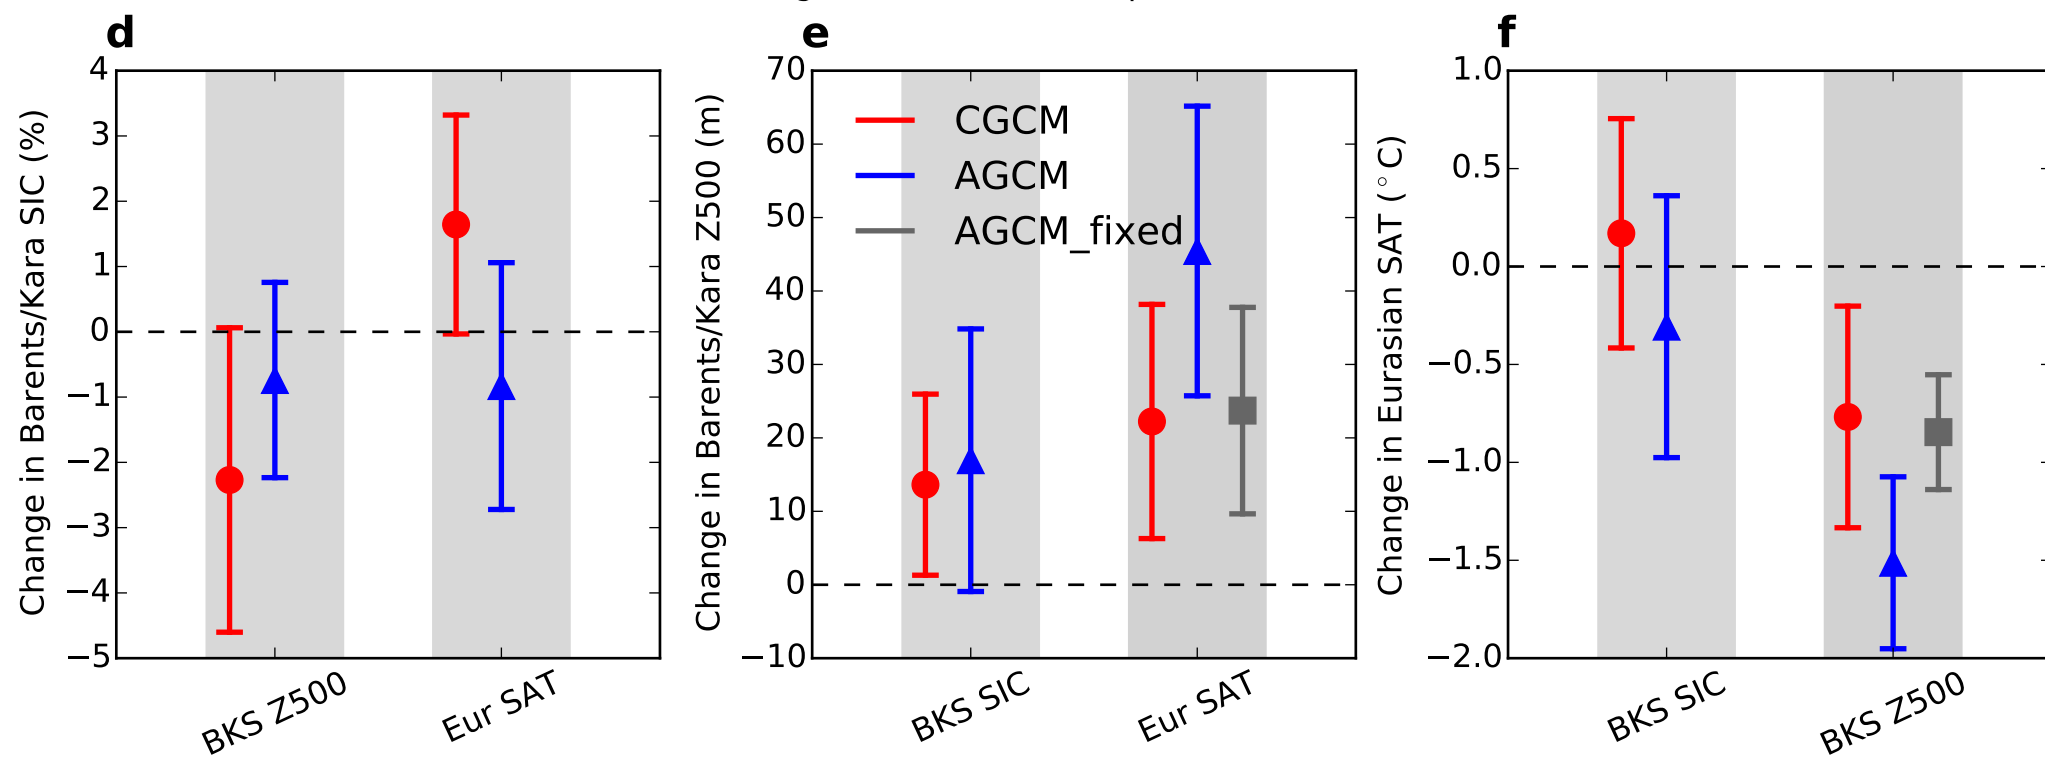 d
Change in Barents/Kara SIC (%)
4
3
2
1
0
−1
−2
−3
−4
−5
BKS Z500
Eur SAT
e
Change in Barents/Kara Z500 (m)
70
60
50
40
30
20
10
0
−10
CGCM
AGCM
AGCM_fixed
BKS SIC
Eur SAT
f
Change in Eurasian SAT (°C)
1.0
0.5
0.0
−0.5
−1.0
−1.5
−2.0
BKS SIC
BKS Z500